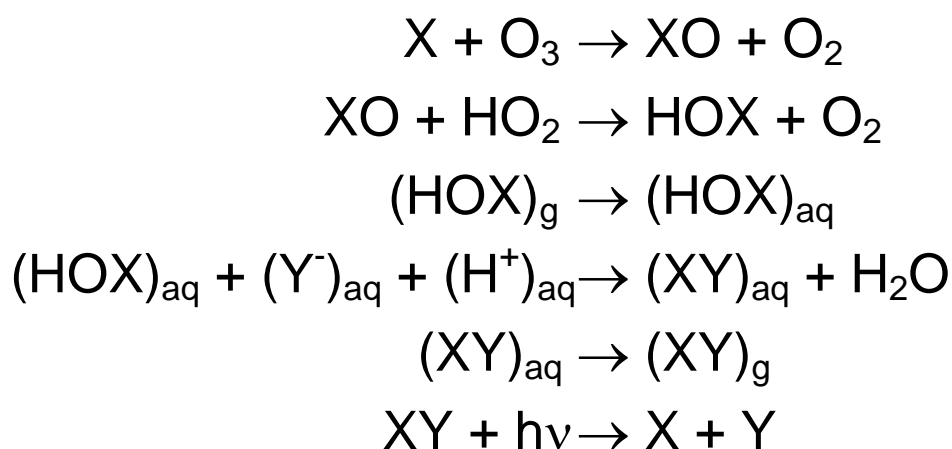 X + O₃ → XO + O₂
XO + HO₂ → HOX + O₂
(HOX)g → (HOX)aq
(HOX)aq + (Y⁻)aq + (H⁺)aq → (XY)aq + H₂O
(XY)aq → (XY)g
XY + hν → X + Y